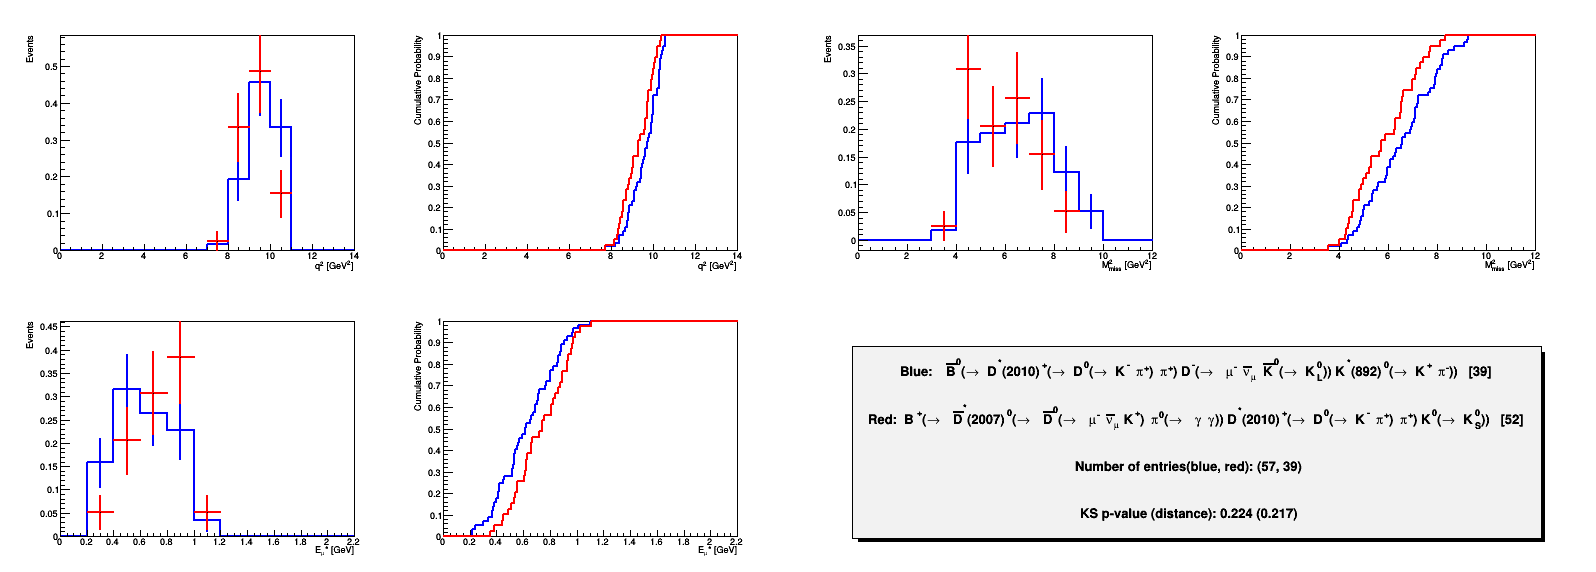 Events
0.5
0.4
0.3
0.2
0.1
0
0 2 4 6 8 10 12 14
q² [GeV²]
Cumulative Probability
1
0.9
0.8
0.7
0.6
0.5
0.4
0.3
0.2
0.1
0
0 2 4 6 8 10 12 14
q² [GeV²]
Events
0.35
0.3
0.25
0.2
0.15
0.1
0.05
0
0 2 4 6 8 10 12
M²miss [GeV²]
Cumulative Probability
1
0.9
0.8
0.7
0.6
0.5
0.4
0.3
0.2
0.1
0
0 2 4 6 8 10 12
M²miss [GeV²]
Events
0.45
0.4
0.35
0.3
0.25
0.2
0.15
0.1
0.05
0
0 0.2 0.4 0.6 0.8 1 1.2 1.4 1.6 1.8 2 2.2
Eμ* [GeV]
Cumulative Probability
1
0.9
0.8
0.7
0.6
0.5
0.4
0.3
0.2
0.1
0
0 0.2 0.4 0.6 0.8 1 1.2 1.4 1.6 1.8 2 2.2
Eμ* [GeV]
Blue: B̅⁰(→ D*(2010)⁺(→ D⁰(→ K⁻ π⁺) π⁺) D⁻(→ μ⁻ ν̅μ K̅⁰(→ K⁰L)) K*(892)⁰(→ K⁺ π⁻)) [39]
Red: B⁺(→ D̅*(2007)⁰(→ D̅⁰(→ μ⁻ ν̅μ K⁺) π⁰(→ γ γ)) D*(2010)⁺(→ D⁰(→ K⁻ π⁺) π⁺) K⁰(→ K⁰S)) [52]
Number of entries(blue, red): (57, 39)
KS p-value (distance): 0.224 (0.217)